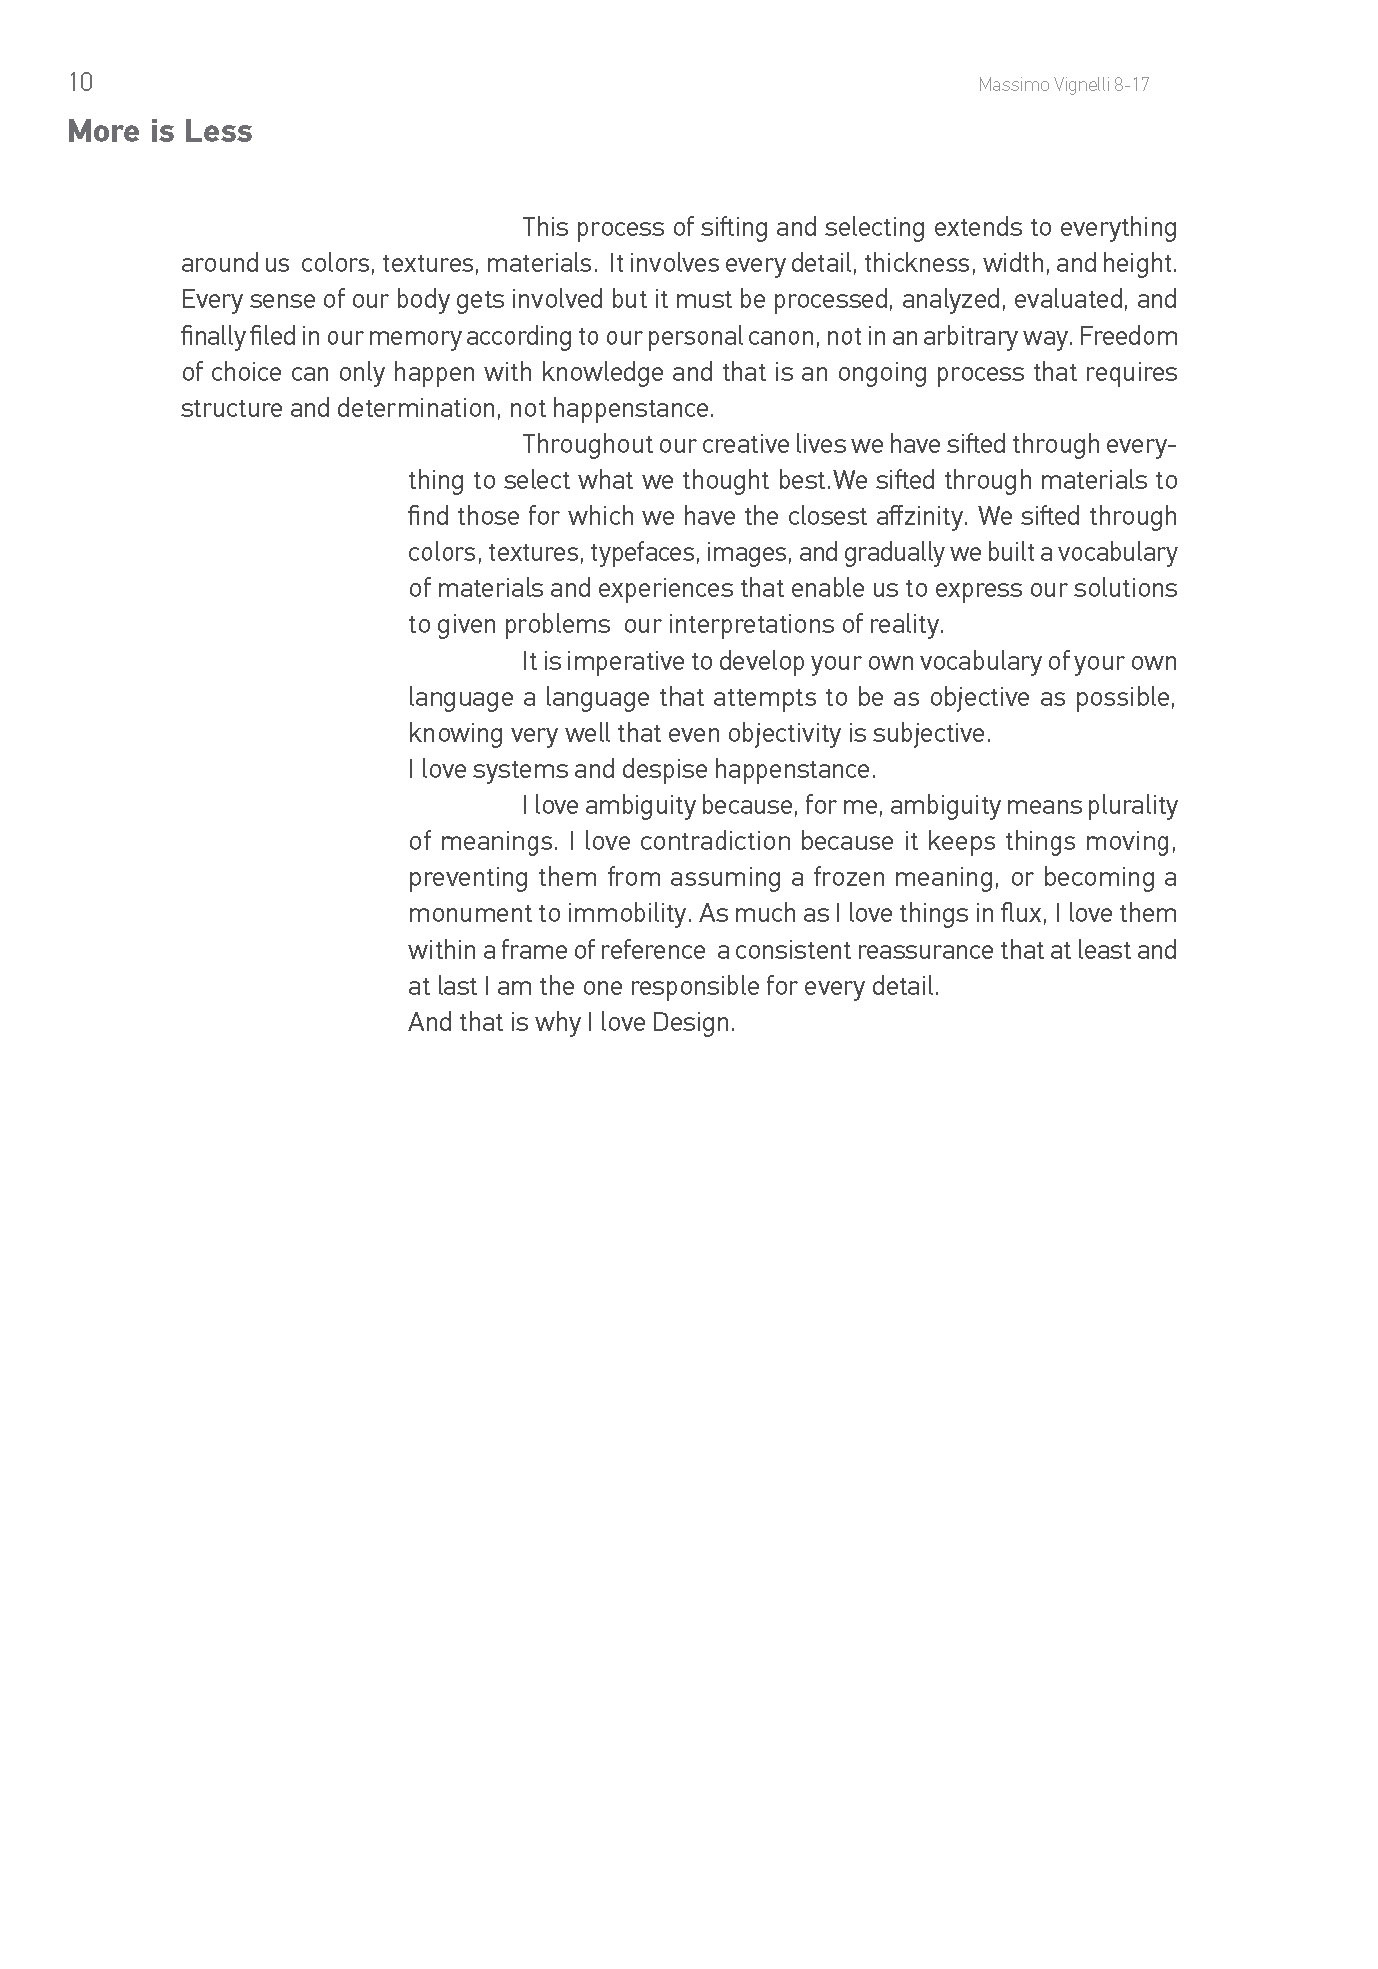 10
Massimo Vignelli 8-17
More is Less
This process of sifting and selecting extends to everything
around us  colors, textures, materials.  It involves every detail, thickness, width, and height.
Every sense of our body gets involved but it must be processed, analyzed, evaluated, and
finally filed in our memory according to our personal canon, not in an arbitrary way. Freedom
of choice can only happen with knowledge and that is an ongoing process that requires
structure and determination, not happenstance.
Throughout our creative lives we have sifted through every-
thing to select what we thought best.We sifted through materials to
find those for which we have the closest affzinity. We sifted through
colors, textures, typefaces, images, and gradually we built a vocabulary
of materials and experiences that enable us to express our solutions
to given problems  our interpretations of reality.
It is imperative to develop your own vocabulary of your own
language a language that attempts to be as objective as possible,
knowing very well that even objectivity is subjective.
I love systems and despise happenstance.
I love ambiguity because, for me, ambiguity means plurality
of meanings. I love contradiction because it keeps things moving,
preventing them from assuming a frozen meaning, or becoming a
monument to immobility. As much as I love things in flux, I love them
within a frame of reference  a consistent reassurance that at least and
at last I am the one responsible for every detail.
And that is why I love Design.